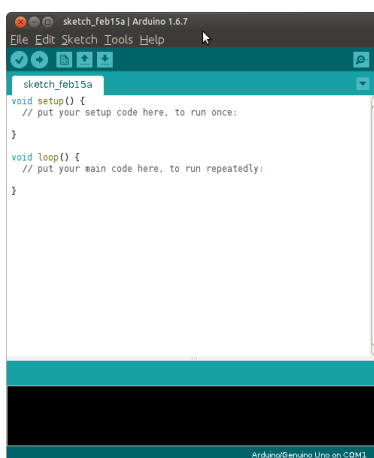 sketch_feb15a | Arduino 1.6.7
File Edit Sketch Tools Help
sketch_feb15a
void setup() {
  // put your setup code here, to run once:
}
void loop() {
  // put your main code here, to run repeatedly:
}
Arduino/Genuino Uno on COM1